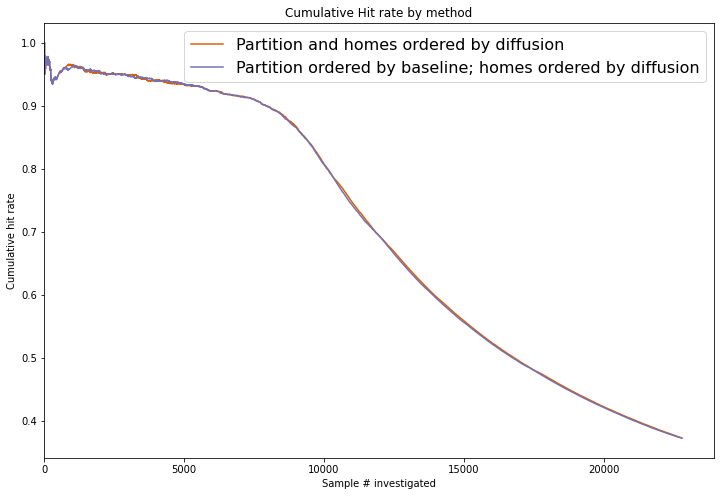 Cumulative Hit rate by method
Partition and homes ordered by diffusion
Partition ordered by baseline; homes ordered by diffusion
Cumulative hit rate
1.0
0.9
0.8
0.7
0.6
0.5
0.4
0
5000
10000
15000
20000
Sample # investigated